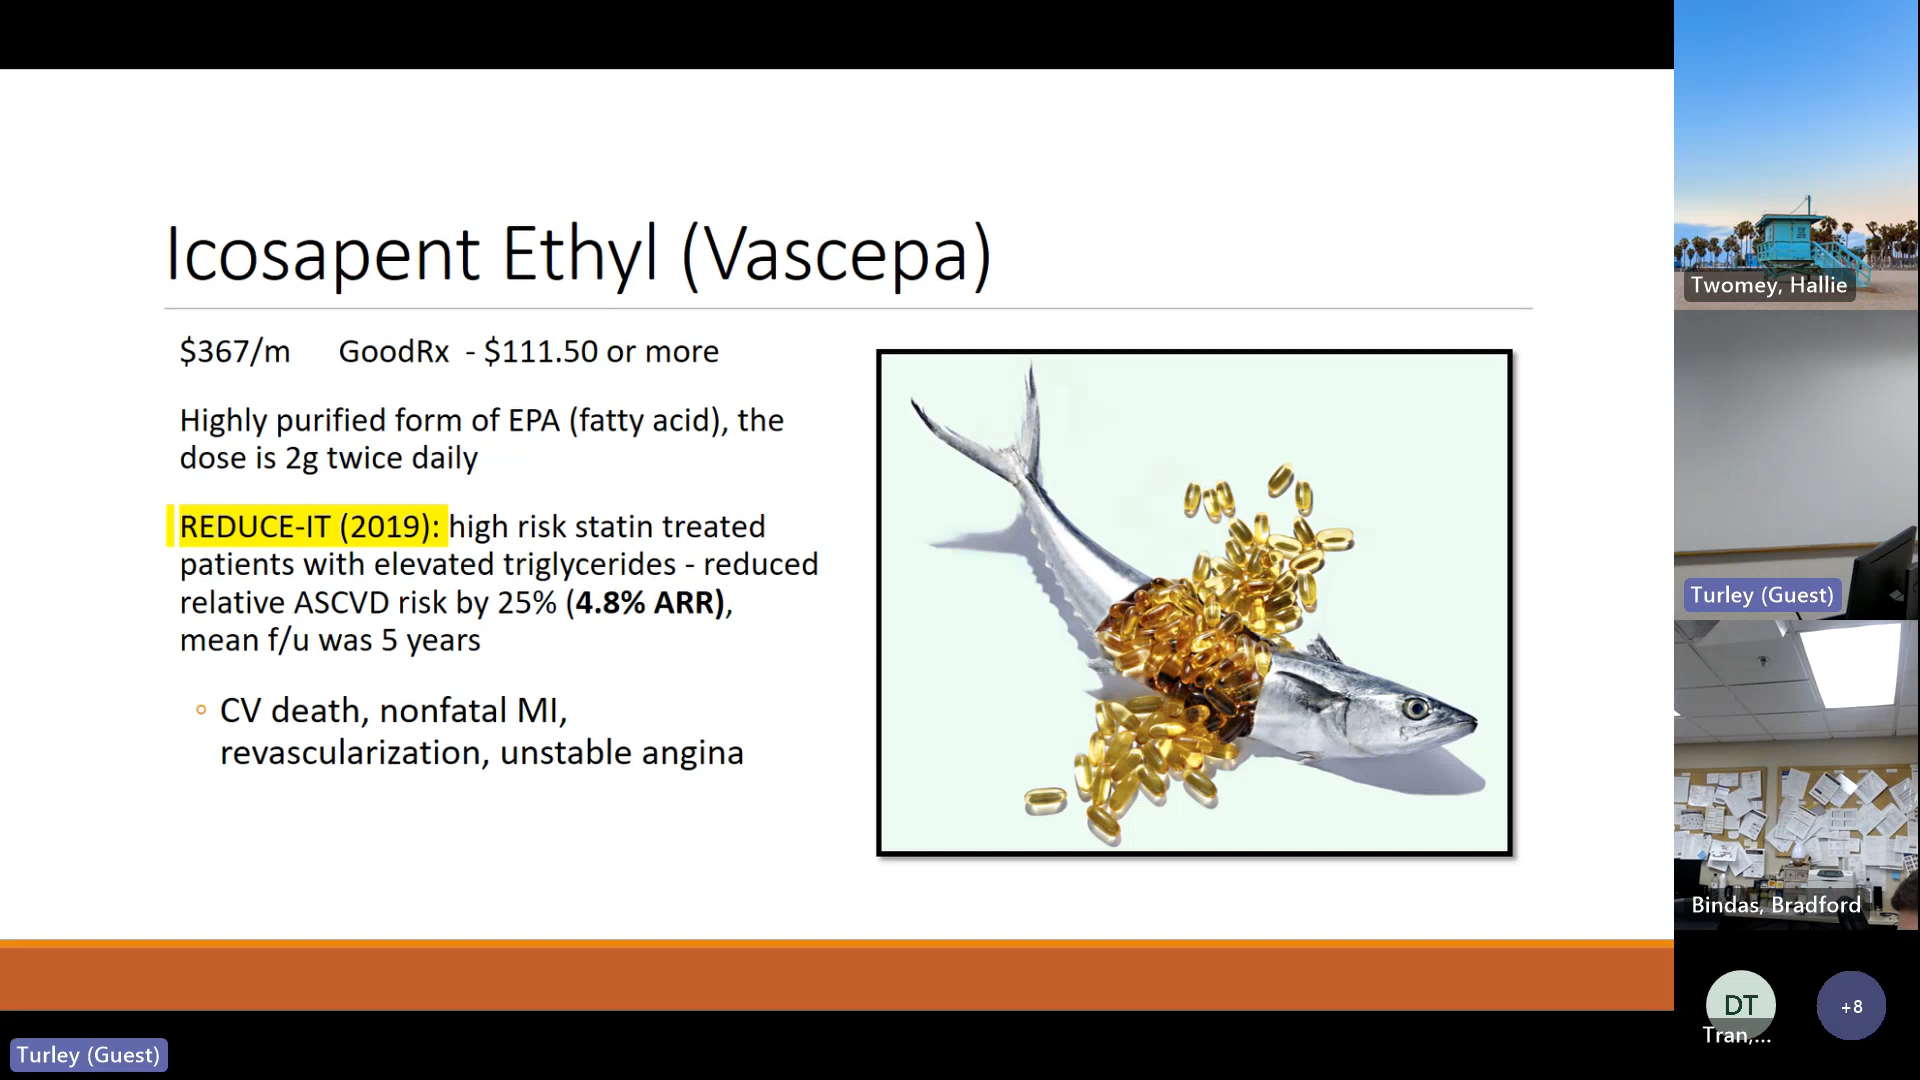 Icosapent Ethyl (Vascepa)
$367/m GoodRx - $111.50 or more
Highly purified form of EPA (fatty acid), the
dose is 2g twice daily
REDUCE-IT (2019): high risk statin treated
patients with elevated triglycerides - reduced
relative ASCVD risk by 25% (4.8% ARR),
mean f/u was 5 years
CV death, nonfatal MI,
revascularization, unstable angina
Twomey, Hallie
Turley (Guest)
Bindas, Bradford
DT
Tran,...
+8
Turley (Guest)